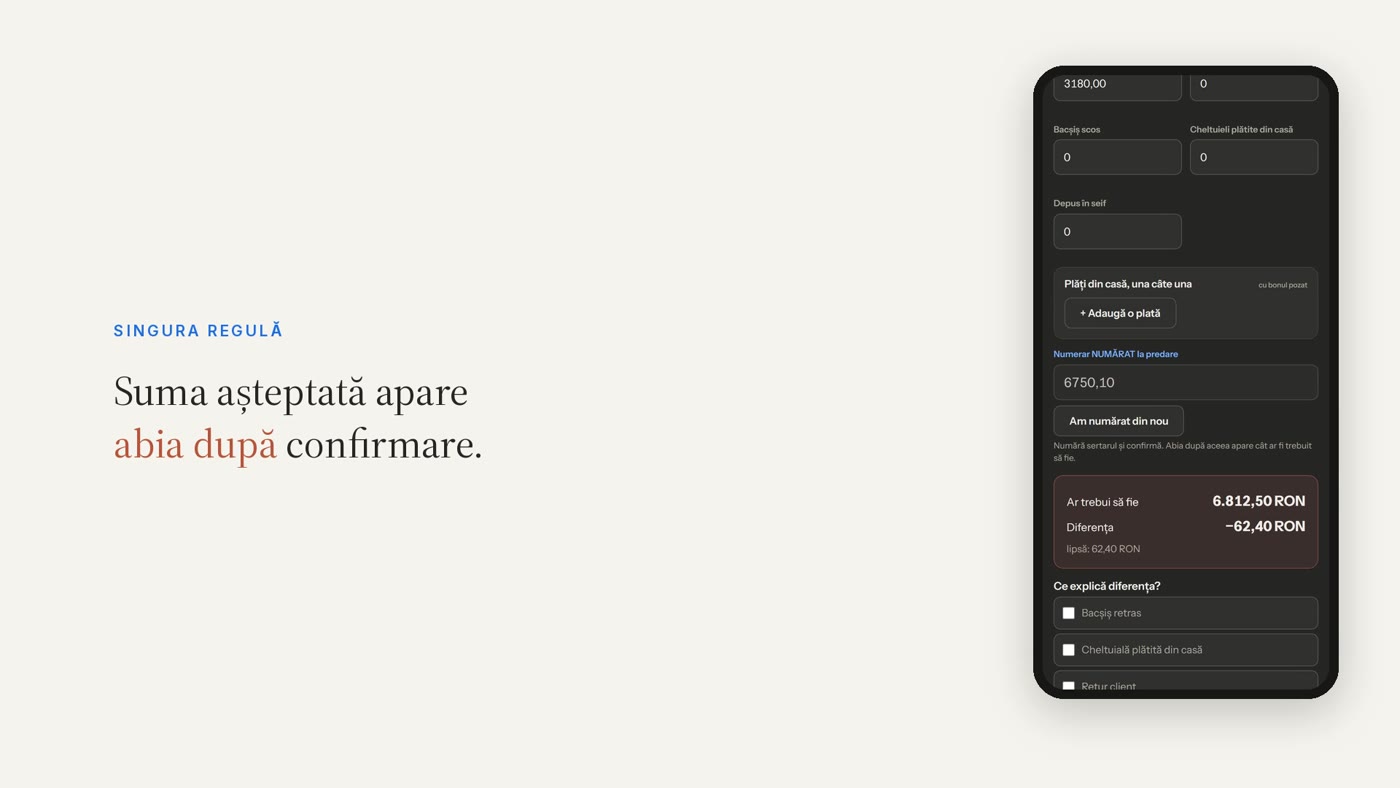 SINGURA REGULĂ
Suma așteptată apare
abia după confirmare.
3180,00
0
Bacșiș scos
Cheltuieli plătite din casă
0
0
Depus în seif
0
Plăți din casă, una câte una
cu bonul pozat
+ Adaugă o plată
Numerar NUMĂRAT la predare
6750,10
Am numărat din nou
Numără sertarul și confirmă. Abia după aceea apare cât ar fi trebuit
să fie.
Ar trebui să fie
6.812,50 RON
Diferența
−62,40 RON
lipsă: 62,40 RON
Ce explică diferența?
Bacșiș retras
Cheltuială plătită din casă
Retur client